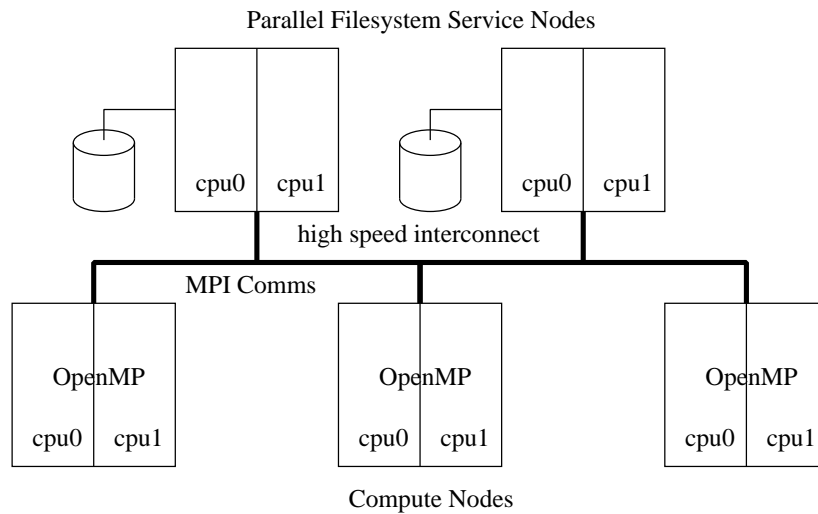 Parallel Filesystem Service Nodes
cpu0 cpu1 cpu0 cpu1
high speed interconnect
MPI Comms
OpenMP OpenMP OpenMP
cpu0 cpu1 cpu0 cpu1 cpu0 cpu1
Compute Nodes